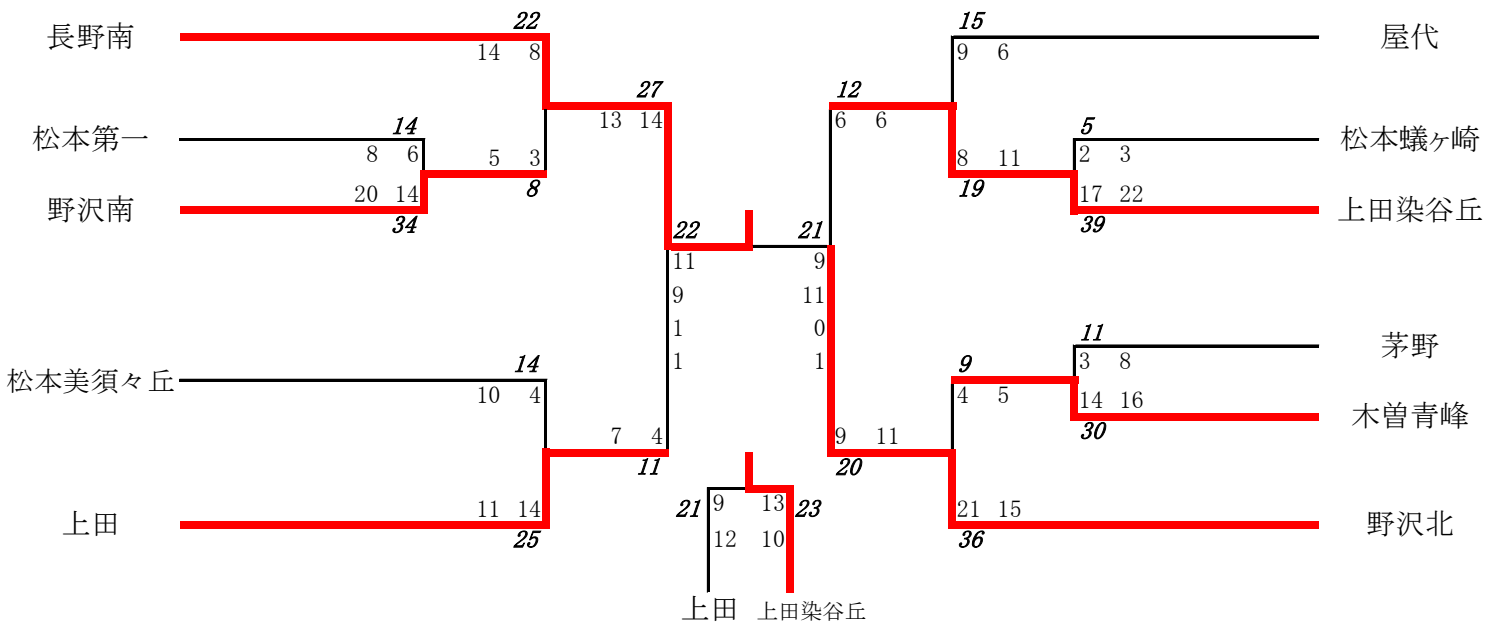 22 15
長野南 屋代
14 8 9 6
27 12
13 14 6 6
14 5
松本第一 松本蟻ヶ崎
8 6 5 3 8 11 2 3
8 19
20 14 17 22
野沢南 上田染谷丘
34 39
22 21
11 9
9 11
1 0
1 1
11
茅野
14 9 3 8
松本美須々丘
10 4 4 5 14 16
木曽青峰
30
7 4 9 11
11 20
11 14 21 9 13 23 21 15
上田 野沢北
25 12 10 36
上田 上田染谷丘